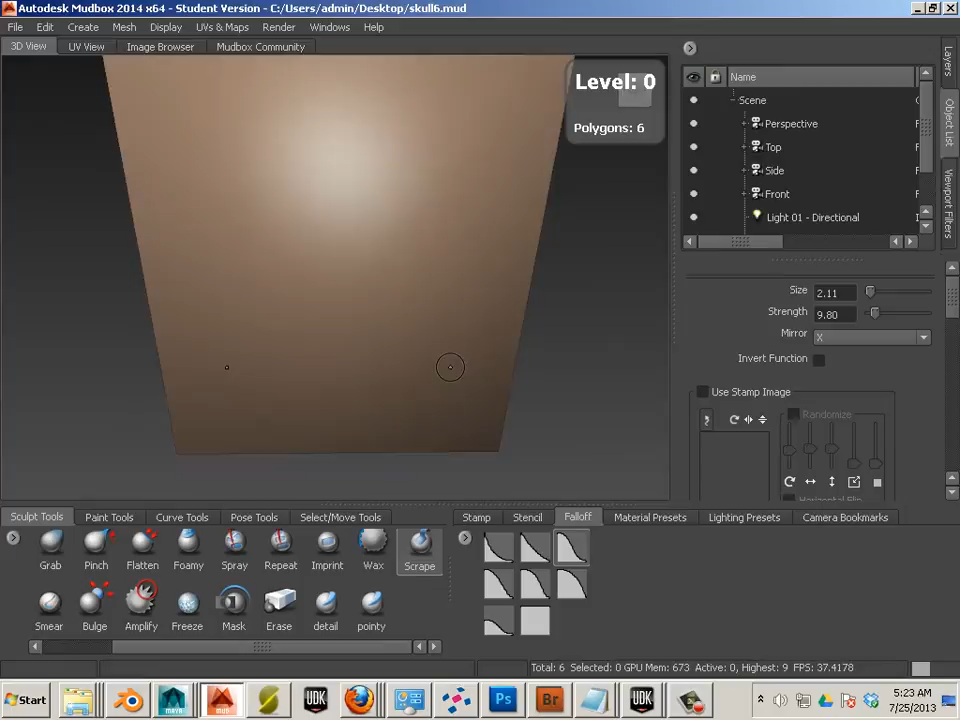 Autodesk Mudbox 2014 x64 - Student Version - C:/Users/admin/Desktop/skull6.mud
File Edit Create Mesh Display UVs & Maps Render Windows Help
3D View UV View Image Browser Mudbox Community
Level: 0
Polygons: 6
Name
Scene
Perspective
Top
Side
Front
Light 01 - Directional
Layers
Object List
Viewport Filters
Size 2.11
Strength 9.80
Mirror X
Invert Function
Use Stamp Image
Randomize
Horizontal Flip
Sculpt Tools Paint Tools Curve Tools Pose Tools Select/Move Tools
Stamp Stencil Falloff Material Presets Lighting Presets Camera Bookmarks
Grab Pinch Flatten Foamy Spray Repeat Imprint Wax Scrape
Smear Bulge Amplify Freeze Mask Erase detail pointy
Total: 6 Selected: 0 GPU Mem: 673 Active: 0, Highest: 9 FPS: 37.4178
Start
MAYA
MUD
UDK
Ps
Br
UDK
5:23 AM
7/25/2013